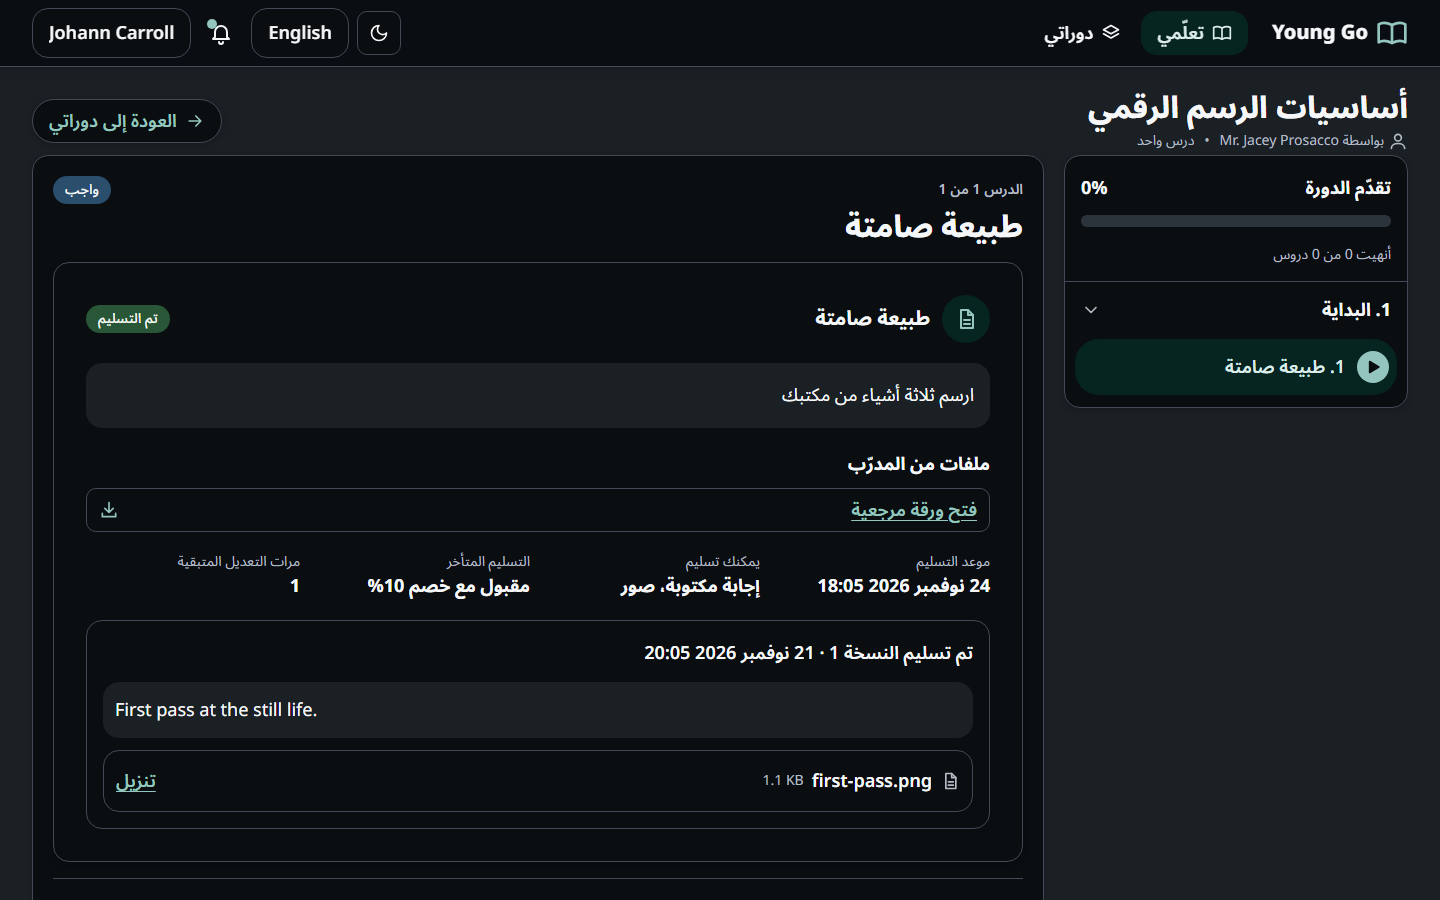 Young Go
تعلّمي
دوراتي
English
Johann Carroll
أساسيات الرسم الرقمي
بواسطة Mr. Jacey Prosacco • درس واحد
العودة إلى دوراتي
تقدّم الدورة
0%
أنهيت 0 من 0 دروس
1. البداية
1. طبيعة صامتة
الدرس 1 من 1
واجب
طبيعة صامتة
طبيعة صامتة
تم التسليم
ارسم ثلاثة أشياء من مكتبك
ملفات من المدرّب
فتح ورقة مرجعية
موعد التسليم
24 نوفمبر 2026 18:05
يمكنك تسليم
إجابة مكتوبة، صور
التسليم المتأخر
مقبول مع خصم 10%
مرات التعديل المتبقية
1
تم تسليم النسخة 1 · 21 نوفمبر 2026 20:05
First pass at the still life.
first-pass.png 1.1 KB
تنزيل